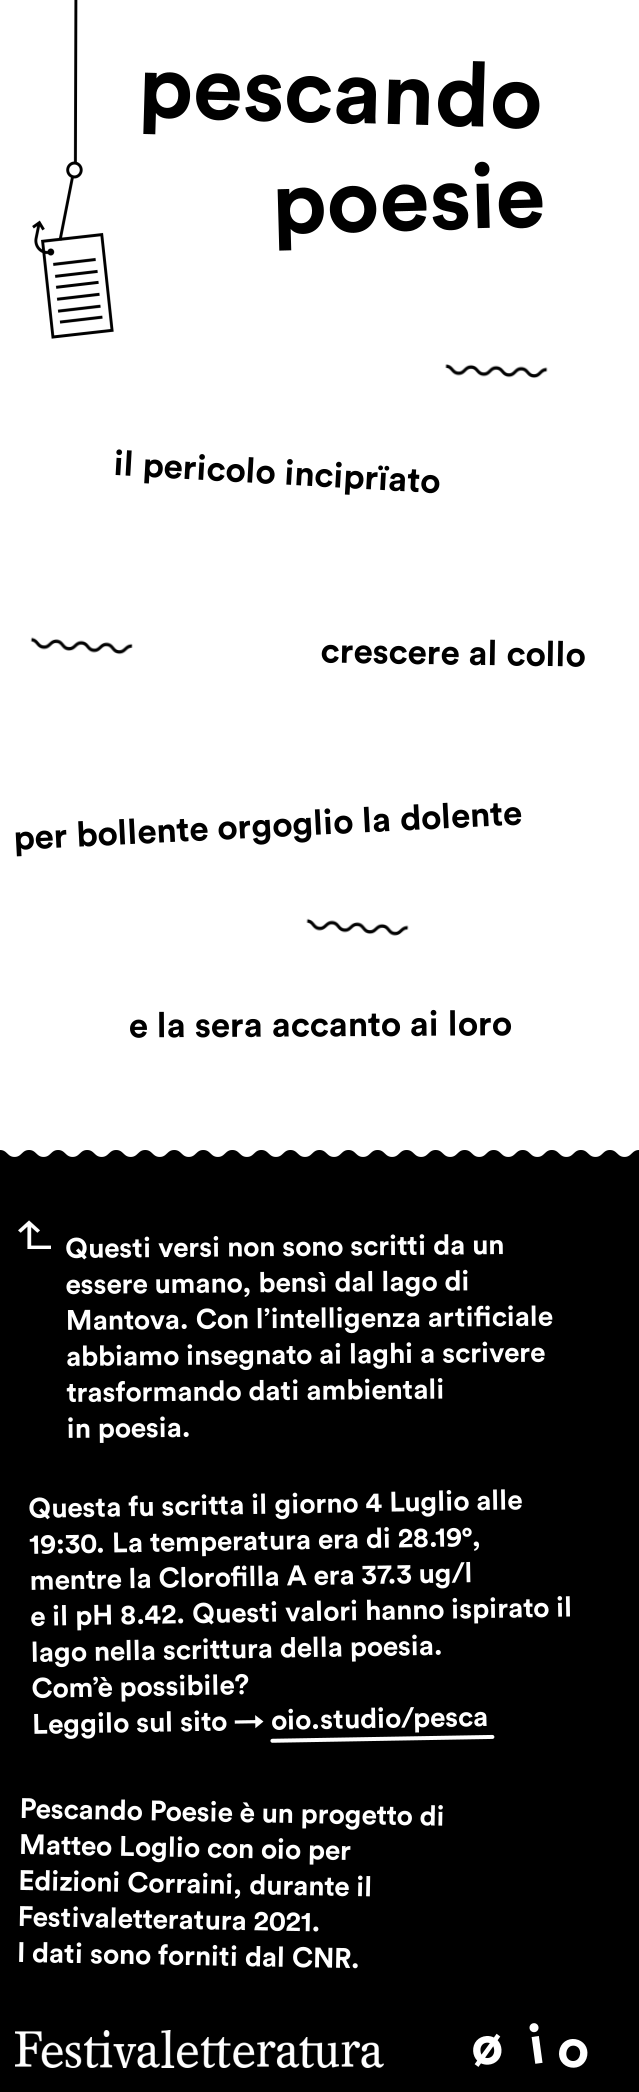 pescando
poesie
il pericolo inciprïato
crescere al collo
per bollente orgoglio la dolente
e la sera accanto ai loro
Questi versi non sono scritti da un
essere umano, bensì dal lago di
Mantova. Con l’intelligenza artificiale
abbiamo insegnato ai laghi a scrivere
trasformando dati ambientali
in poesia.
Questa fu scritta il giorno 4 Luglio alle
19:30. La temperatura era di 28.19°,
mentre la Clorofilla A era 37.3 ug/l
e il pH 8.42. Questi valori hanno ispirato il
lago nella scrittura della poesia.
Com’è possibile?
Leggilo sul sito → oio.studio/pesca
Pescando Poesie è un progetto di
Matteo Loglio con oio per
Edizioni Corraini, durante il
Festivaletteratura 2021.
I dati sono forniti dal CNR.
Festivaletteratura
ø i o